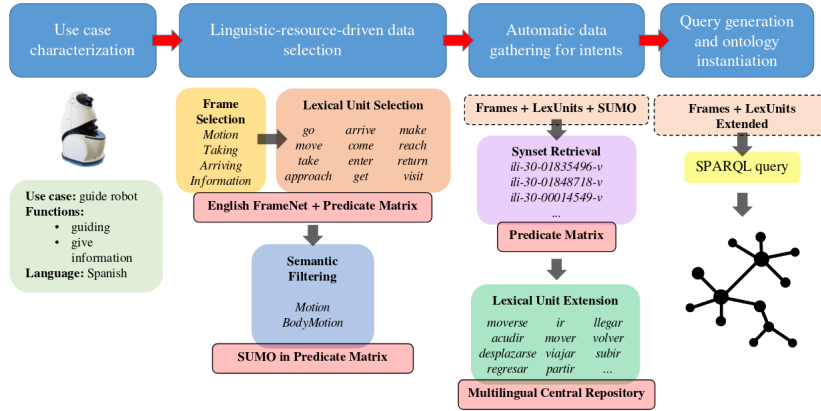 Use case
characterization
Linguistic-resource-driven data
selection
Automatic data
gathering for intents
Query generation
and ontology
instantiation
Use case: guide robot
Functions:
• guiding
• give
information
Language: Spanish
Frame
Selection
Motion
Taking
Arriving
Information
Lexical Unit Selection
go arrive make
move come reach
take enter return
approach get visit
English FrameNet + Predicate Matrix
Semantic
Filtering
Motion
BodyMotion
SUMO in Predicate Matrix
Frames + LexUnits + SUMO
Synset Retrieval
ili-30-01835496-v
ili-30-01848718-v
ili-30-00014549-v
...
Predicate Matrix
Lexical Unit Extension
moverse ir llegar
acudir mover volver
desplazarse viajar subir
regresar partir ...
Multilingual Central Repository
Frames + LexUnits
Extended
SPARQL query